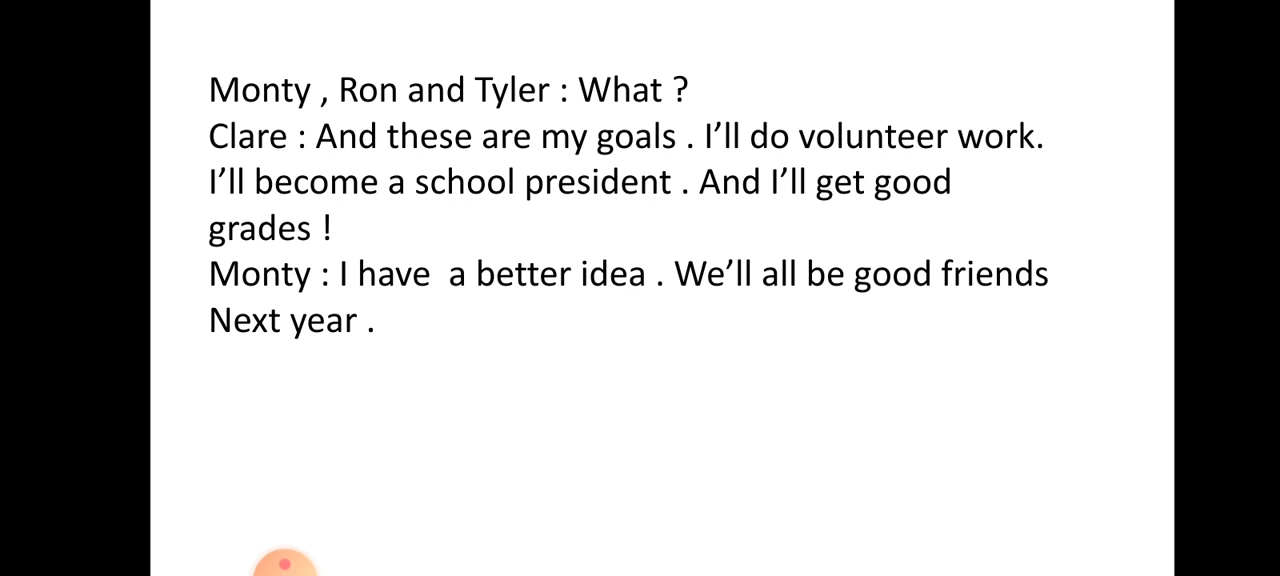 Monty , Ron and Tyler : What ?
Clare : And these are my goals . I’ll do volunteer work.
I’ll become a school president . And I’ll get good
grades !
Monty : I have  a better idea . We’ll all be good friends
Next year .